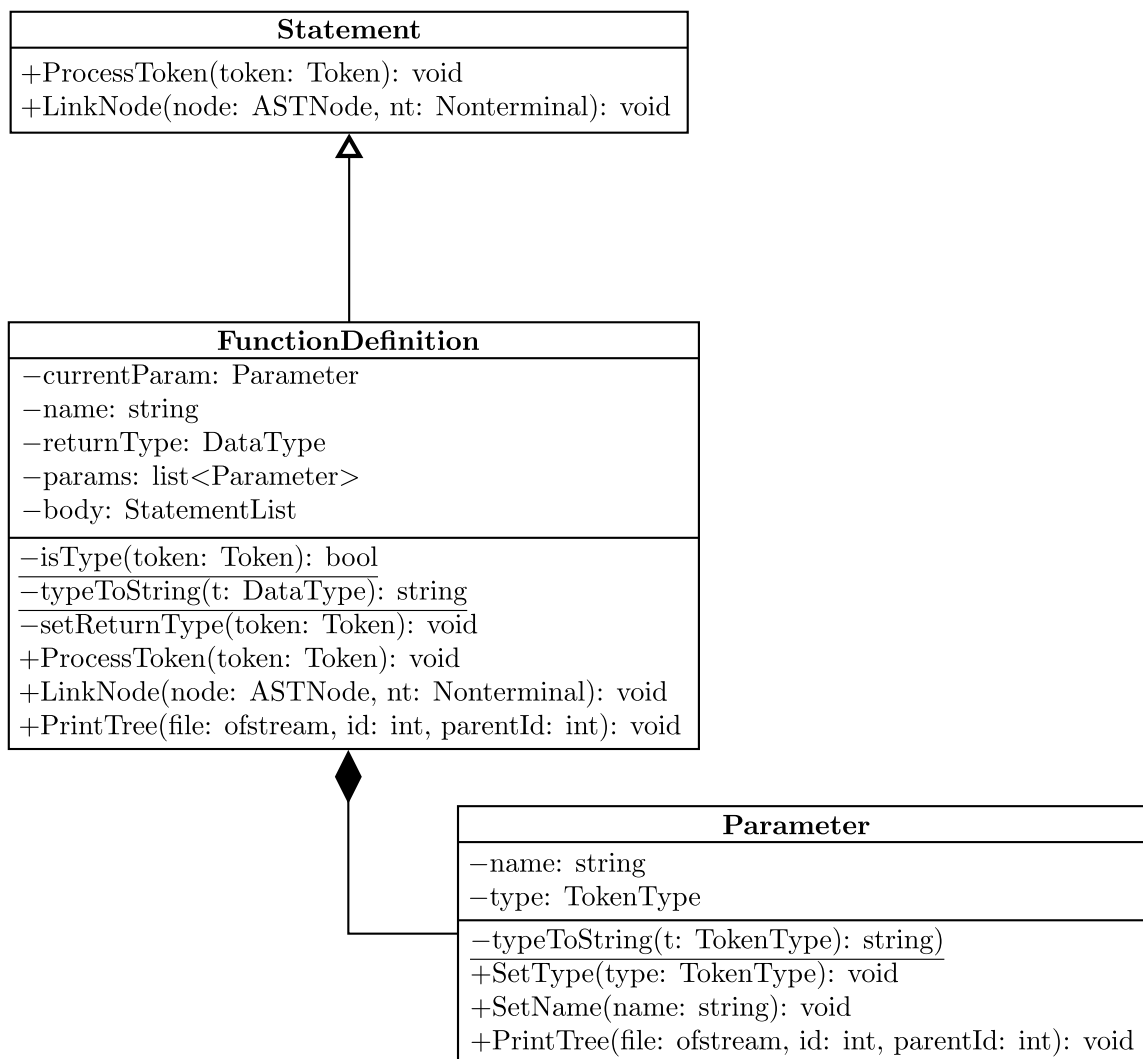 Statement
+ProcessToken(token: Token): void
+LinkNode(node: ASTNode, nt: Nonterminal): void
FunctionDefinition
−currentParam: Parameter
−name: string
−returnType: DataType
−params: list<Parameter>
−body: StatementList
−isType(token: Token): bool
−typeToString(t: DataType): string
−setReturnType(token: Token): void
+ProcessToken(token: Token): void
+LinkNode(node: ASTNode, nt: Nonterminal): void
+PrintTree(file: ofstream, id: int, parentId: int): void
Parameter
−name: string
−type: TokenType
−typeToString(t: TokenType): string)
+SetType(type: TokenType): void
+SetName(name: string): void
+PrintTree(file: ofstream, id: int, parentId: int): void